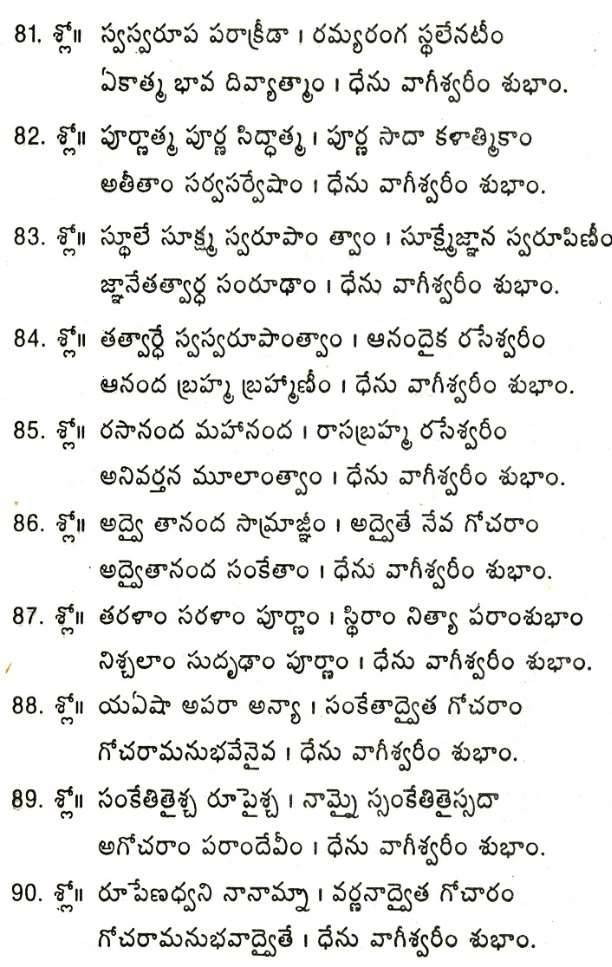 81. శ్లో॥ స్వస్వరూప పరాక్రీడా । రమ్యరంగ స్థలేనటీం
ఏకాత్మ భావ దివ్యాత్మాం । ధేను వాగీశ్వరీం శుభాం.
82. శ్లో॥ పూర్ణాత్మ పూర్ణ సిద్ధాత్మ । పూర్ణ సాదా కళాత్మికాం
అతీతాం సర్వసర్వేషాం । ధేను వాగీశ్వరీం శుభాం.
83. శ్లో॥ స్థూలే సూక్ష్మ స్వరూపాం త్వాం । సూక్ష్మేజ్ఞాన స్వరూపిణీం
జ్ఞానేతత్వార్ధ సంరూఢాం । ధేను వాగీశ్వరీం శుభాం.
84. శ్లో॥ తత్వార్ధే స్వస్వరూపాంత్వాం । ఆనందైక రసేశ్వరీం
ఆనంద బ్రహ్మ బ్రహ్మాణీం । ధేను వాగీశ్వరీం శుభాం.
85. శ్లో॥ రసానంద మహానంద । రాసబ్రహ్మ రసేశ్వరీం
అనివర్తన మూలాంత్వాం । ధేను వాగీశ్వరీం శుభాం.
86. శ్లో॥ అద్వై తానంద సామ్రాజ్ఞీం । అద్వైతే నేవ గోచరాం
అద్వైతానంద సంకేతాం । ధేను వాగీశ్వరీం శుభాం.
87. శ్లో॥ తరళాం సరళాం పూర్ణాం । స్థిరాం నిత్యా పరాంశుభాం
నిశ్చలాం సుదృఢాం పూర్ణాం । ధేను వాగీశ్వరీం శుభాం.
88. శ్లో॥ యఏషా అపరా అన్యా । సంకేతాద్వైత గోచరాం
గోచరామనుభవేనైవ । ధేను వాగీశ్వరీం శుభాం.
89. శ్లో॥ సంకేతితైశ్చ రూపైశ్చ । నామ్నై స్సంకేతితైస్సదా
అగోచరాం పరాందేవీం । ధేను వాగీశ్వరీం శుభాం.
90. శ్లో॥ రూపేణధ్వని నానామ్నా । వర్ణనాద్వైత గోచారం
గోచరామనుభవాద్వైతే । ధేను వాగీశ్వరీం శుభాం.